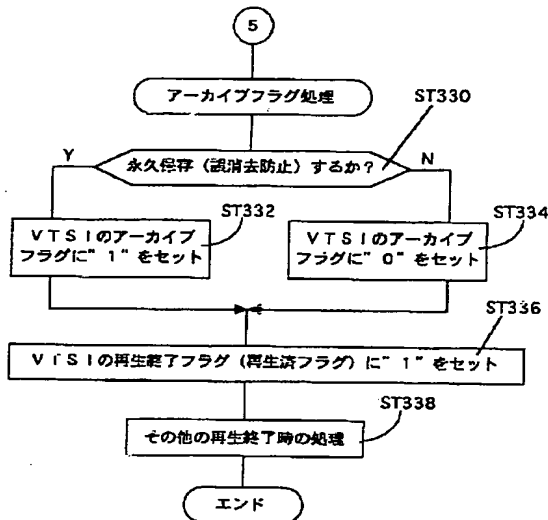 5
アーカイブフラグ処理
ST330
Y
永久保存（誤消去防止）するか？
N
ST332
VTSIのアーカイブ
フラグに"1"をセット
ST334
VTSIのアーカイブ
フラグに"0"をセット
ST336
VTSIの再生終了フラグ（再生済フラグ）に"1"をセット
ST338
その他の再生終了時の処理
エンド